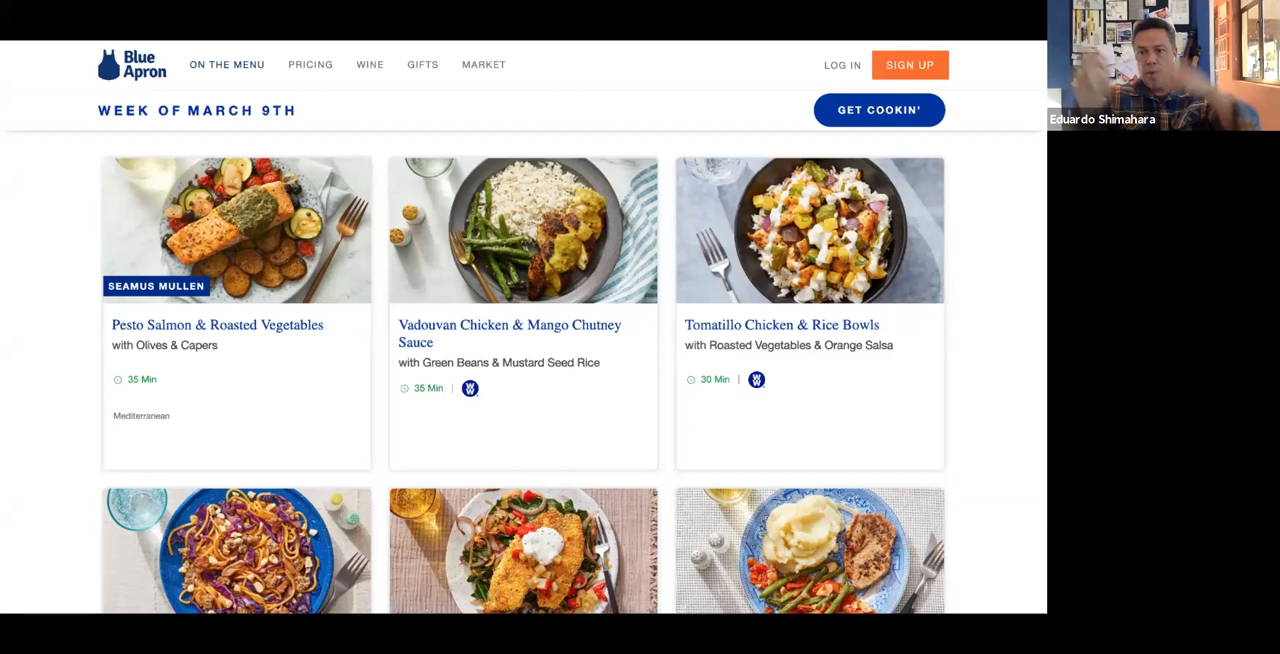 Blue
Apron
ON THE MENU
PRICING
WINE
GIFTS
MARKET
LOG IN
SIGN UP
WEEK OF MARCH 9TH
GET COOKIN'
Eduardo Shimahara
SEAMUS MULLEN
Pesto Salmon & Roasted Vegetables
with Olives & Capers
35 Min
Mediterranean
Vadouvan Chicken & Mango Chutney
Sauce
with Green Beans & Mustard Seed Rice
35 Min |
Tomatillo Chicken & Rice Bowls
with Roasted Vegetables & Orange Salsa
30 Min |